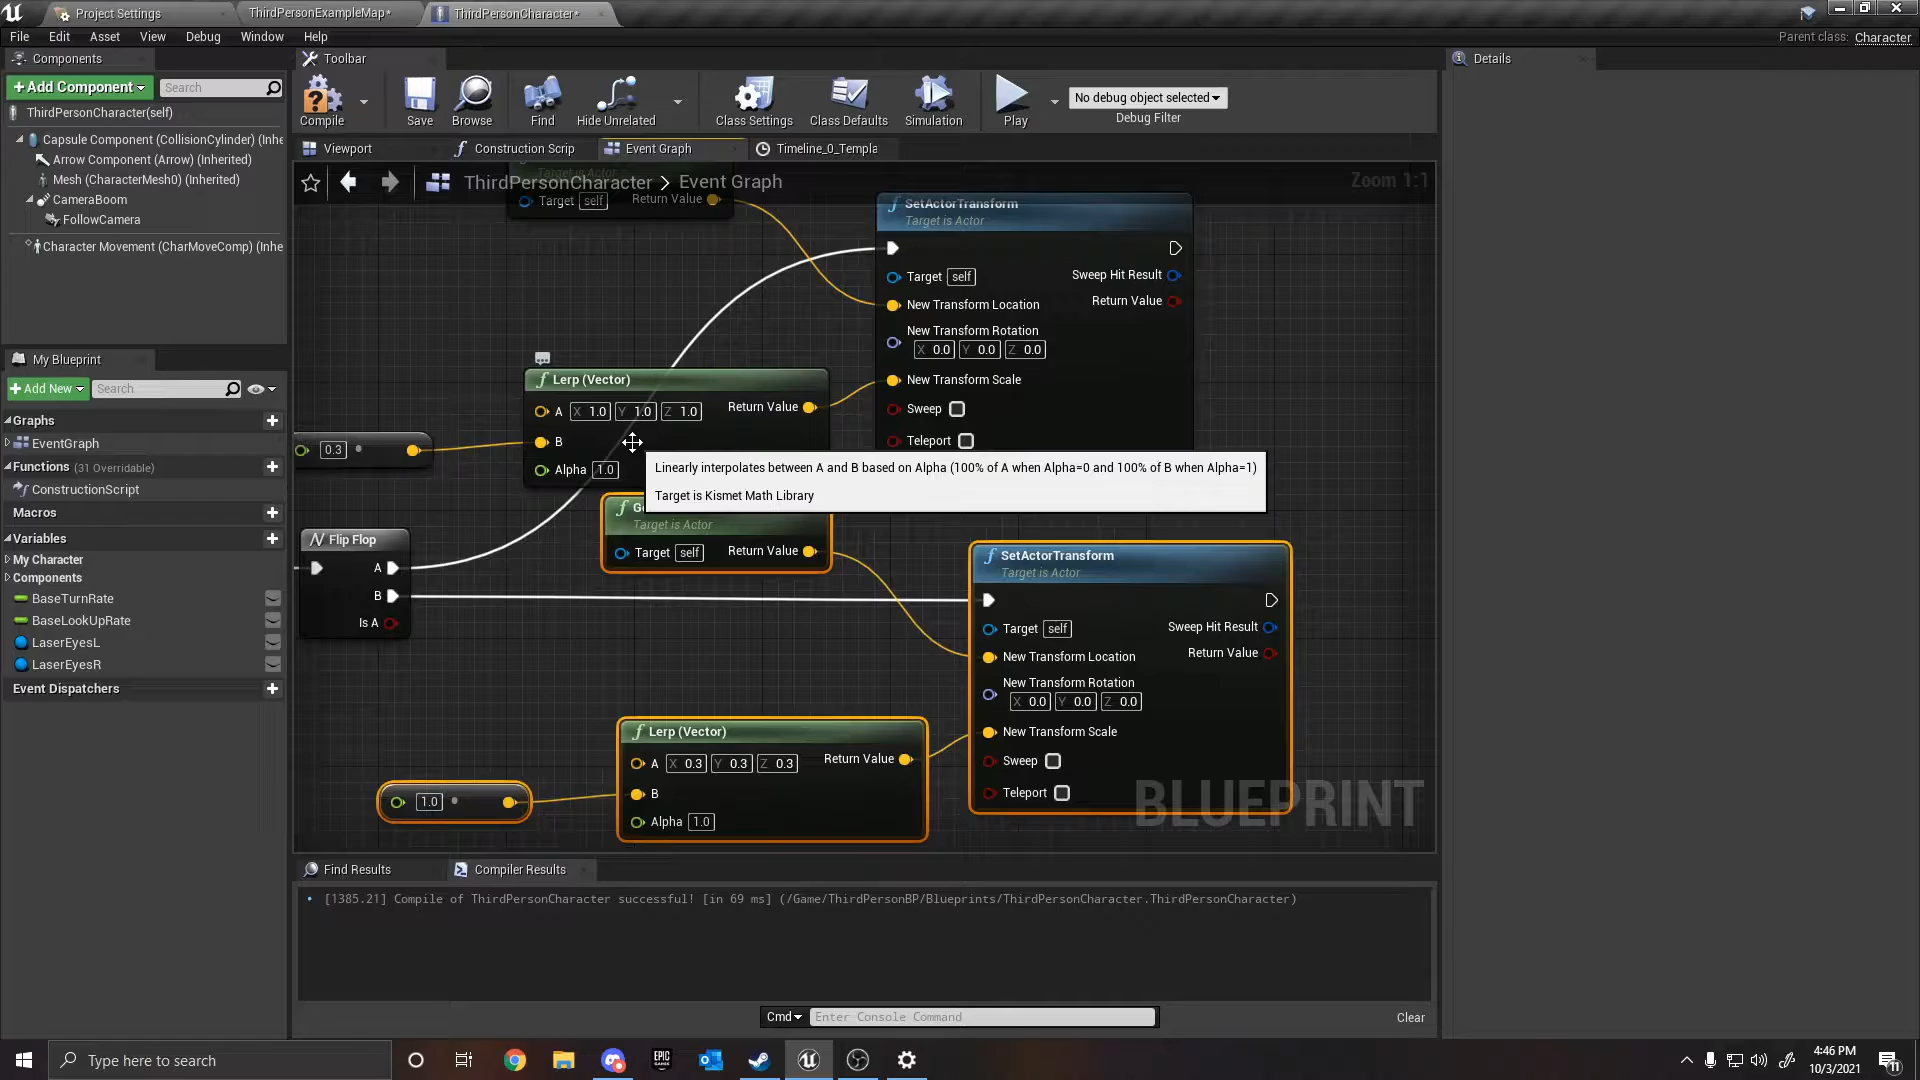 Project Settings
ThirdPersonExampleMap*
ThirdPersonCharacter*
File Edit Asset View Debug Window Help
Parent class: Character
Components
Toolbar
Details
+Add Component
Search
Compile
Save
Browse
Find
Hide Unrelated
Class Settings
Class Defaults
Simulation
Play
No debug object selected
Debug Filter
ThirdPersonCharacter(self)
Capsule Component (CollisionCylinder) (Inhe
Arrow Component (Arrow) (Inherited)
Mesh (CharacterMesh0) (Inherited)
CameraBoom
FollowCamera
Character Movement (CharMoveComp) (Inhe
Viewport
Construction Scrip
Event Graph
Timeline_0_Templa
ThirdPersonCharacter > Event Graph
Zoom 1:1
Target is Actor
Target self Return Value
SetActorTransform
Target is Actor
Target self
Sweep Hit Result
New Transform Location
Return Value
New Transform Rotation
X 0.0 Y 0.0 Z 0.0
New Transform Scale
Sweep
Teleport
Lerp (Vector)
A X 1.0 Y 1.0 Z 1.0 Return Value
B
Alpha 1.0
0.3
Linearly interpolates between A and B based on Alpha (100% of A when Alpha=0 and 100% of B when Alpha=1)
Target is Kismet Math Library
Target is Actor
Target self Return Value
Flip Flop
A
B
Is A
SetActorTransform
Target is Actor
Target self
Sweep Hit Result
New Transform Location
Return Value
New Transform Rotation
X 0.0 Y 0.0 Z 0.0
New Transform Scale
Sweep
Teleport
Lerp (Vector)
A X 0.3 Y 0.3 Z 0.3 Return Value
B
Alpha 1.0
1.0
BLUEPRINT
My Blueprint
+Add New
Search
Graphs
EventGraph
Functions (31 Overridable)
ConstructionScript
Macros
Variables
My Character
Components
BaseTurnRate
BaseLookUpRate
LaserEyesL
LaserEyesR
Event Dispatchers
Find Results
Compiler Results
[1385.21] Compile of ThirdPersonCharacter successful! [in 69 ms] (/Game/ThirdPersonBP/Blueprints/ThirdPersonCharacter.ThirdPersonCharacter)
Cmd
Enter Console Command
Clear
Type here to search
EPIC GAMES
4:46 PM
10/3/2021
11